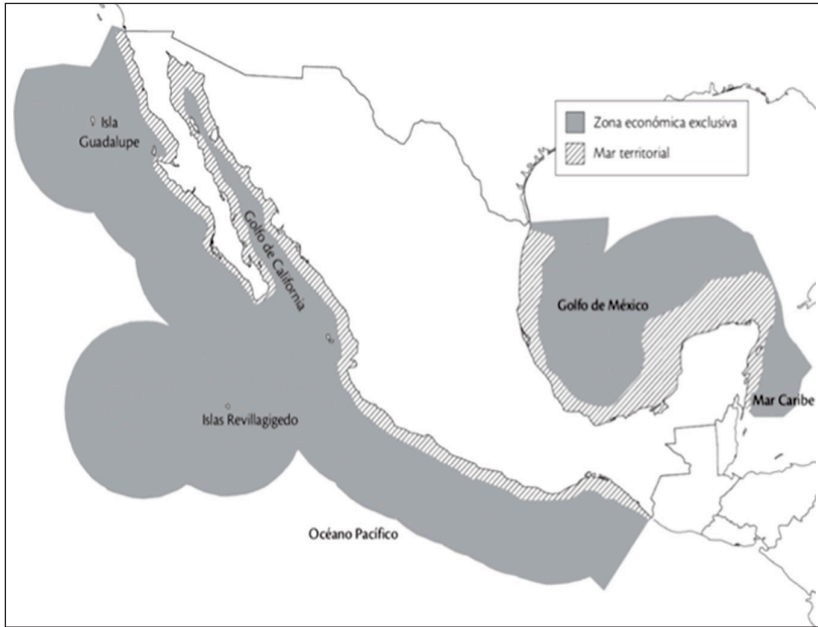 Zona económica exclusiva
Mar territorial
Isla
Guadalupe
Golfo de California
Golfo de México
Mar Caribe
Islas Revillagigedo
Océano Pacífico